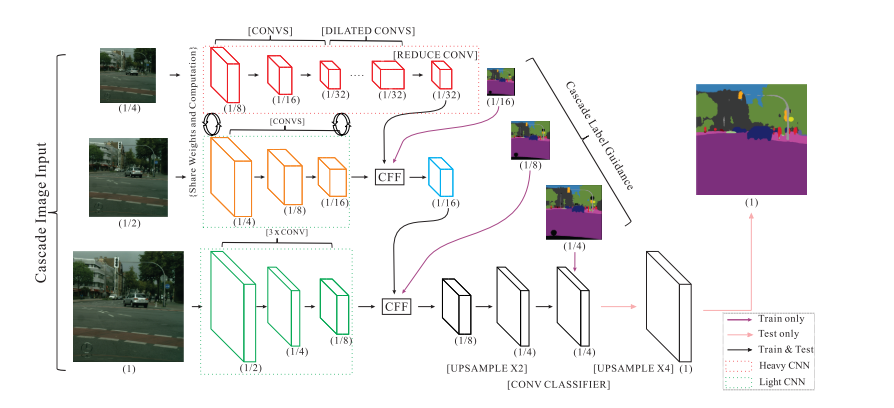 [CONVS]
[DILATED CONVS]
[REDUCE CONV]
(1/4)
(1/8)
(1/16)
(1/32)
(1/32)
(1/32)
(1/16)
Cascade Image Input
{Share Weights and Computation}
[CONVS]
(1/2)
(1/4)
(1/8)
(1/16)
CFF
(1/16)
(1/8)
Cascade Label Guidance
(1)
[3 X CONV]
(1/4)
(1)
(1/2)
(1/4)
(1/8)
CFF
(1/8)
(1/4)
(1/4)
(1)
[UPSAMPLE X2]
[CONV CLASSIFIER]
[UPSAMPLE X4]
Train only
Test only
Train & Test
Heavy CNN
Light CNN